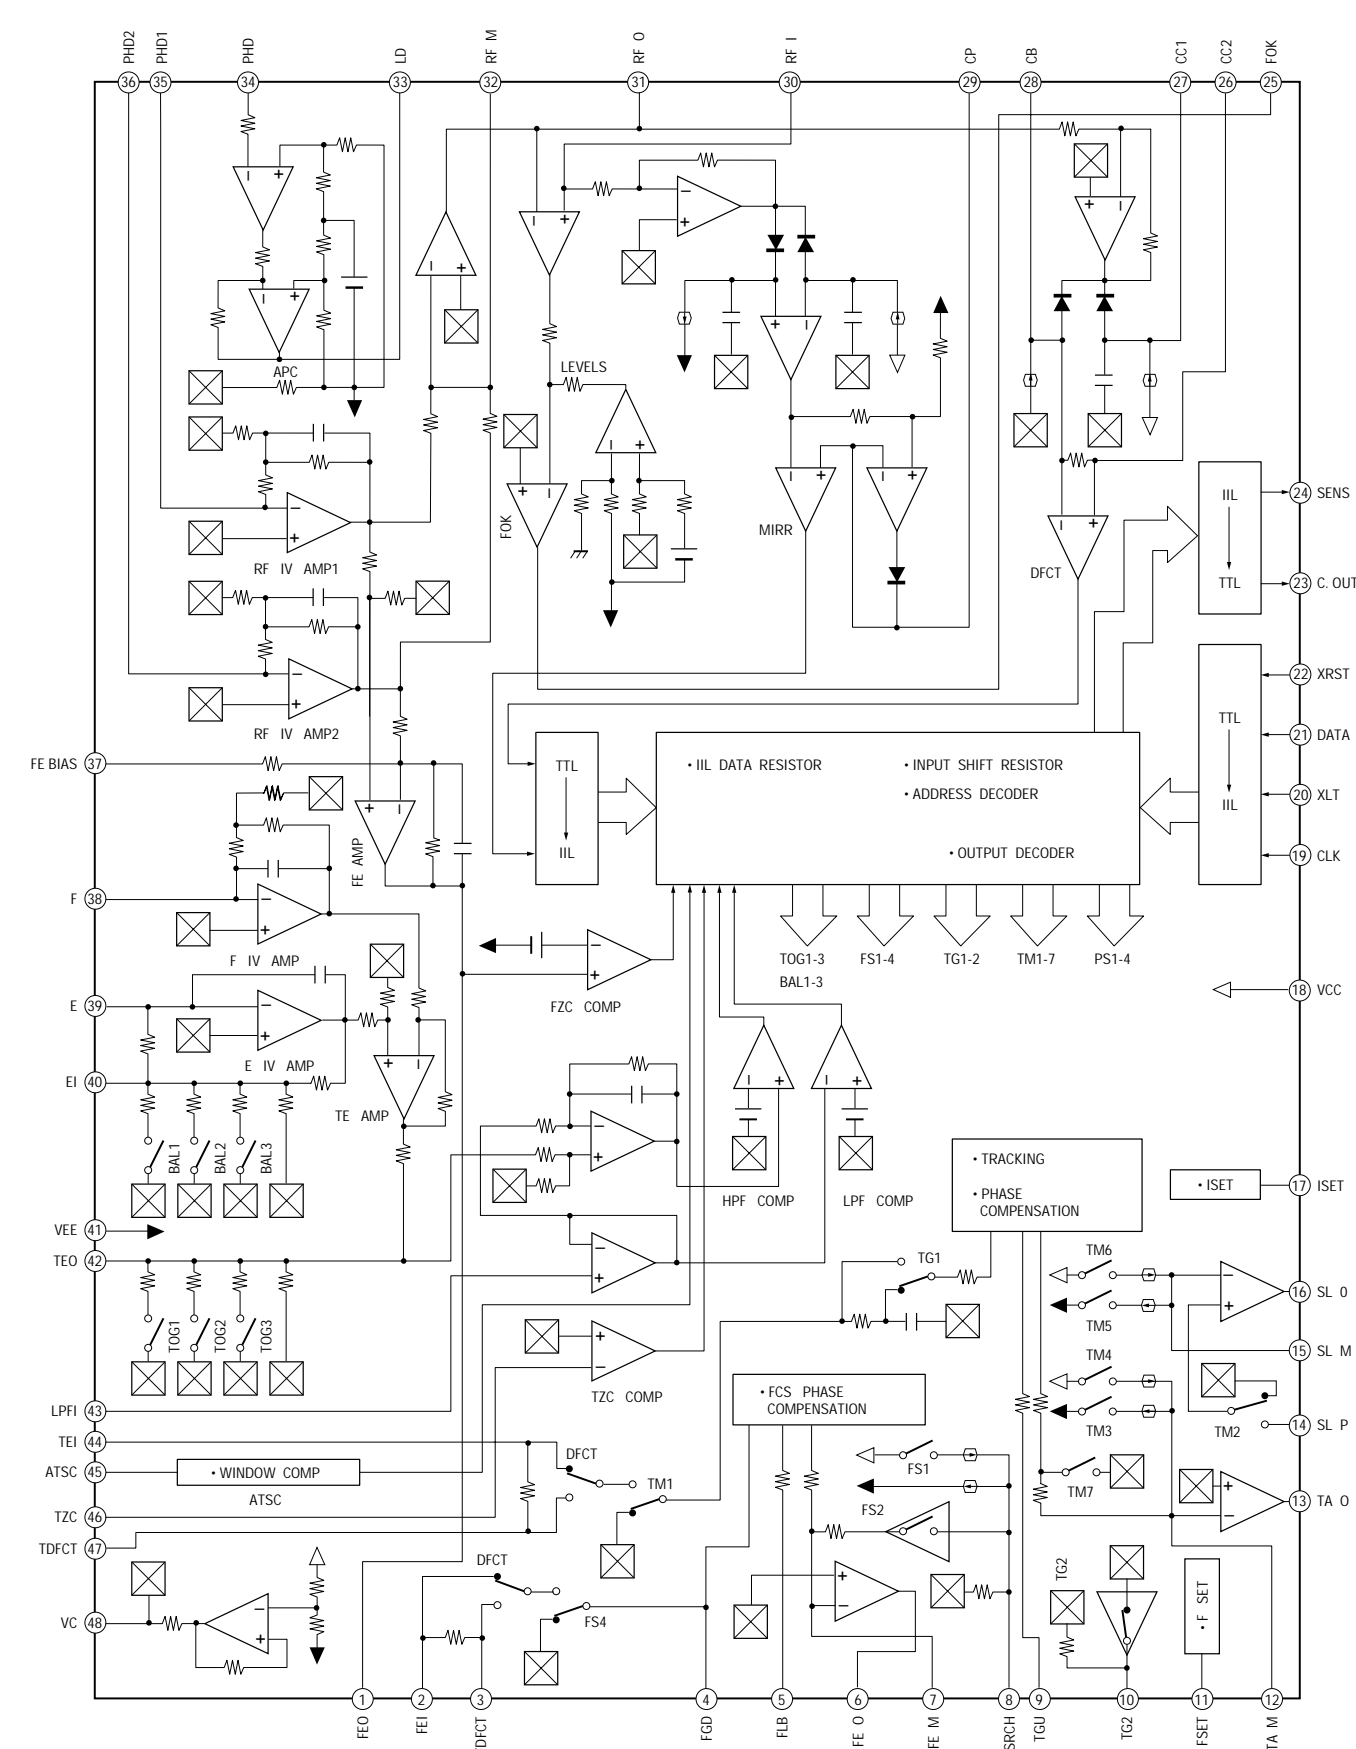 PHD2
PHD1
PHD
LD
RF M
RF O
RF I
CP
CB
CC1
CC2
FOK
36
35
34
33
32
31
30
29
28
27
26
25
APC
LEVELS
RF IV AMP1
FOK
MIRR
DFCT
IIL
TTL
24 SENS
23 C. OUT
RF IV AMP2
TTL
IIL
22 XRST
21 DATA
20 XLT
19 CLK
FE BIAS 37
TTL
IIL
• IIL DATA RESISTOR
• INPUT SHIFT RESISTOR
• ADDRESS DECODER
• OUTPUT DECODER
FE AMP
F 38
F IV AMP
TOG1-3
BAL1-3
FS1-4
TG1-2
TM1-7
PS1-4
FZC COMP
18 VCC
E 39
E IV AMP
EI 40
TE AMP
BAL1
BAL2
BAL3
HPF COMP
LPF COMP
• TRACKING
• PHASE
COMPENSATION
• ISET
17 ISET
VEE 41
TEO 42
TOG1
TOG2
TOG3
TG1
TM6
TM5
16 SL O
15 SL M
TZC COMP
TM4
TM3
TM2
14 SL P
• FCS PHASE
COMPENSATION
LPFI 43
TEI 44
ATSC 45
• WINDOW COMP
ATSC
DFCT
TM1
FS1
FS2
TM7
13 TA O
TZC 46
TDFCT 47
DFCT
FS4
TG2
• F SET
VC 48
1
2
3
4
5
6
7
8
9
10
11
12
FEO
FEI
FGD
FLB
FE O
FE M
SRCH
TGU
TG2
FSET
TA M